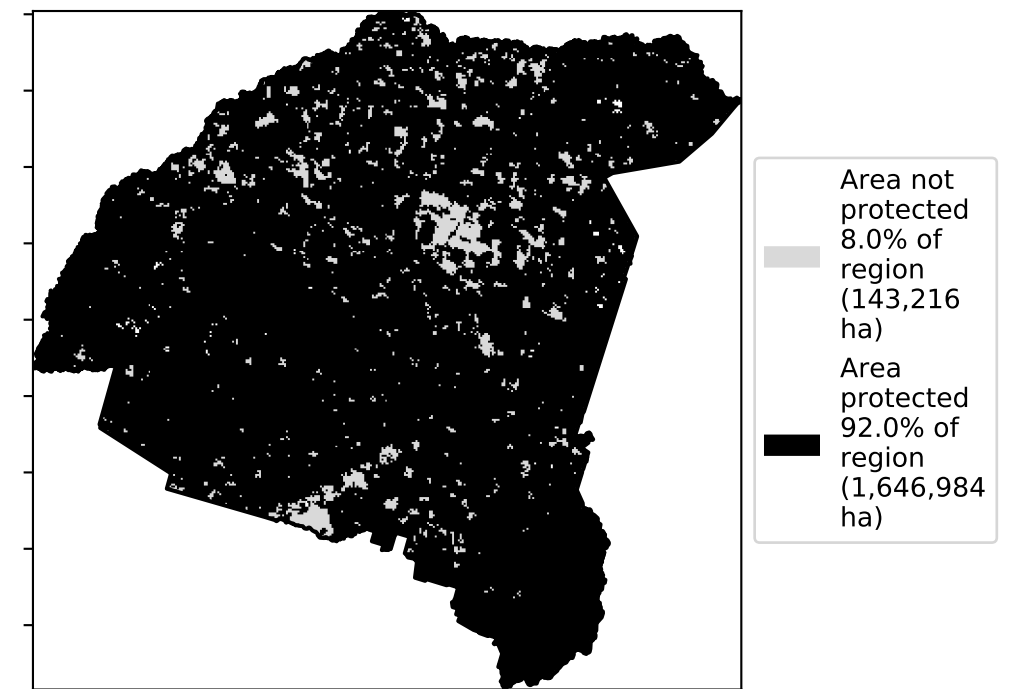 Area not
protected
8.0% of
region
(143,216
ha)
Area
protected
92.0% of
region
(1,646,984
ha)